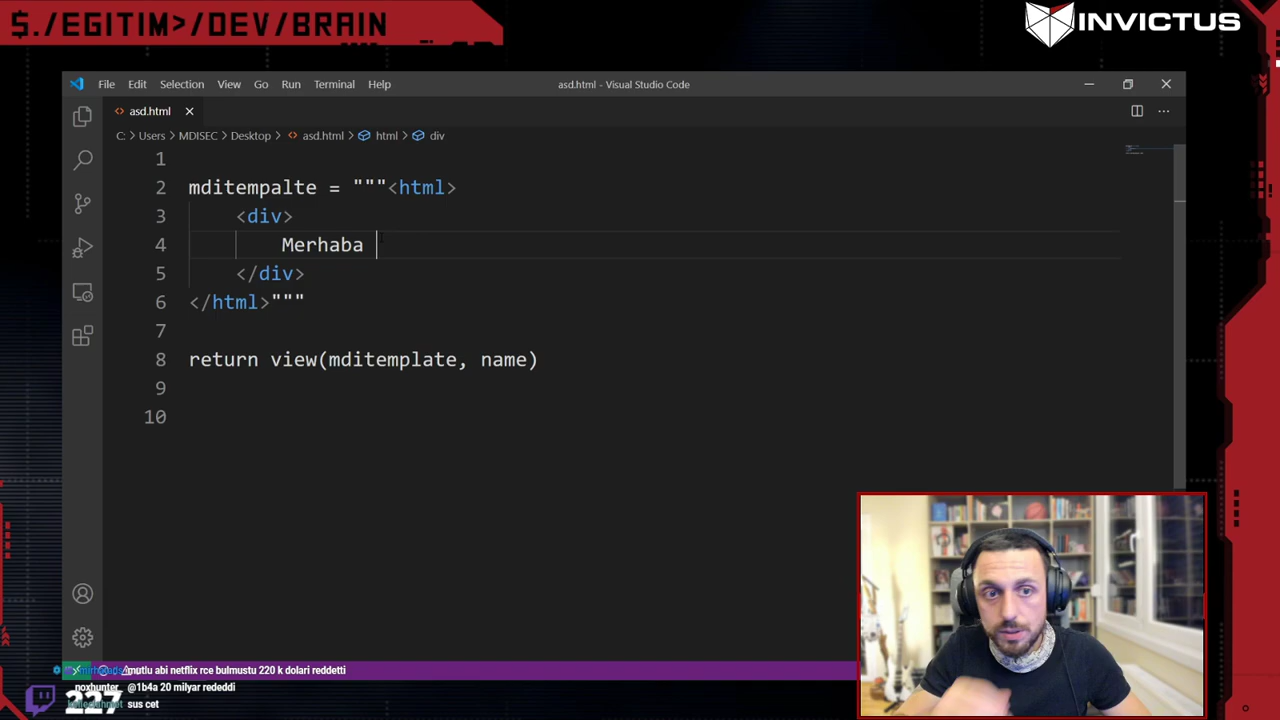 $./EGITIM>/DEV/BRAIN
INVICTUS
File Edit Selection View Go Run Terminal Help
asd.html - Visual Studio Code
asd.html
C: > Users > MDISEC > Desktop > asd.html > html > div
1
2 mditempalte = """<html>
3 <div>
4 Merhaba
5 </div>
6 </html>"""
7
8 return view(mditemplate, name)
9
10
mutlu abi netflix rce bulmustu 220 k dolari reddetti
noxhunter @1b4a 20 milyar rededdi
sus cet
227